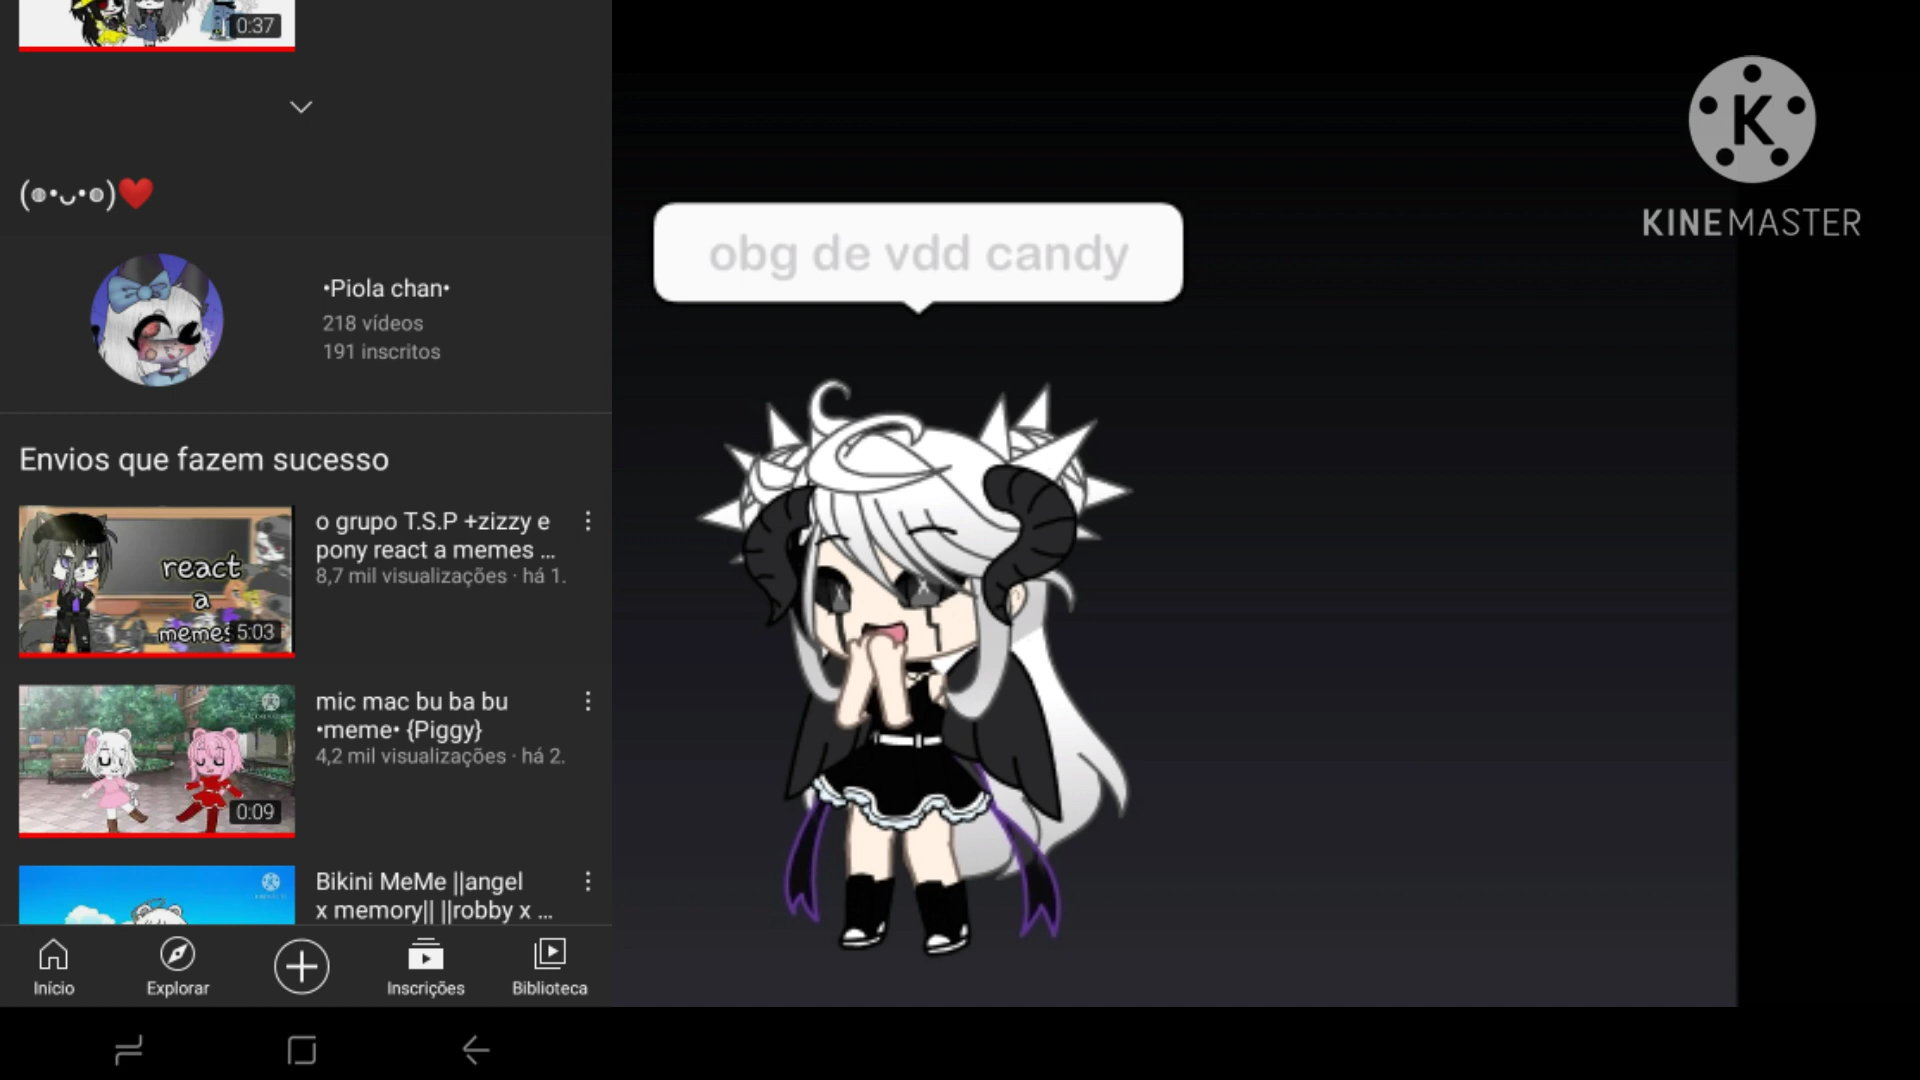 0:37
(๏•ᴗ•๏)❤️
•Piola chan•
218 vídeos
191 inscritos
Envios que fazem sucesso
react
a
memes
5:03
o grupo T.S.P +zizzy e
pony react a memes ...
8,7 mil visualizações · há 1.
0:09
mic mac bu ba bu
•meme• {Piggy}
4,2 mil visualizações · há 2.
Bikini MeMe ||angel
x memory|| ||robby x ...
Início
Explorar
Inscrições
Biblioteca
obg de vdd candy
K
KINEMASTER